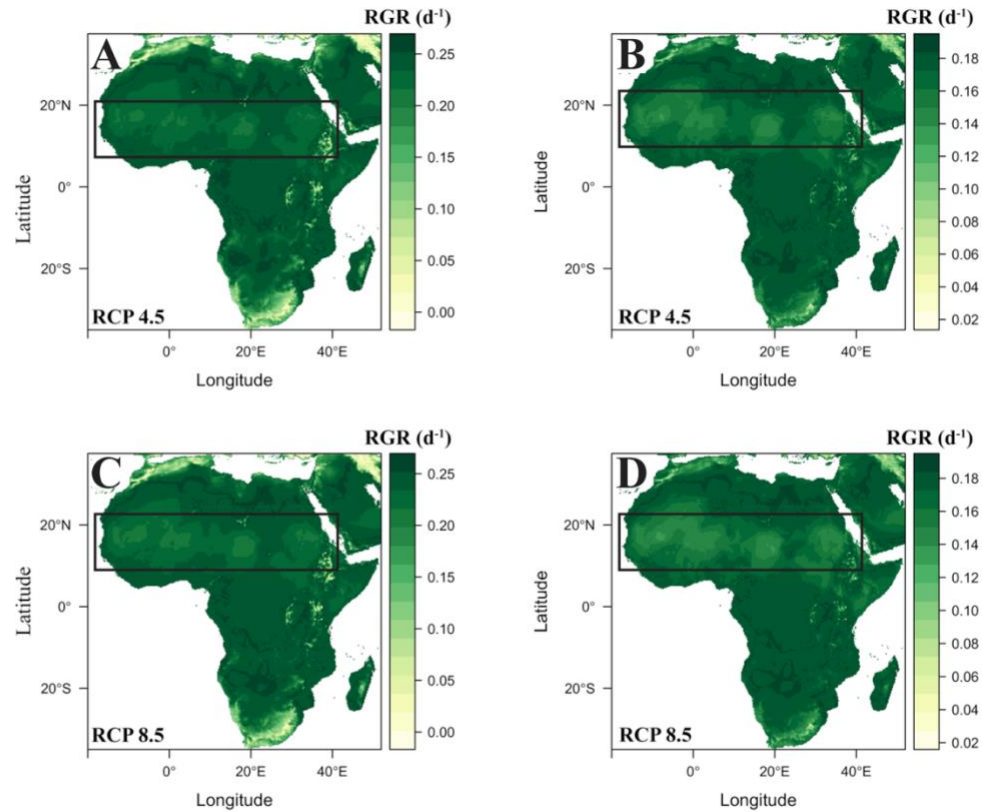 RGR (d⁻¹)
A
0.25
20°N
0.20
0.15
0°
0.10
0.05
20°S
0.00
RCP 4.5
0°
20°E
40°E
Latitude
Longitude
RGR (d⁻¹)
B
0.18
0.16
20°N
0.14
0.12
0°
0.10
0.08
0.06
20°S
0.04
0.02
RCP 4.5
0°
20°E
40°E
Latitude
Longitude
RGR (d⁻¹)
C
0.25
20°N
0.20
0.15
0°
0.10
0.05
20°S
0.00
RCP 8.5
0°
20°E
40°E
Latitude
Longitude
RGR (d⁻¹)
D
0.18
0.16
20°N
0.14
0.12
0°
0.10
0.08
0.06
20°S
0.04
0.02
RCP 8.5
0°
20°E
40°E
Latitude
Longitude